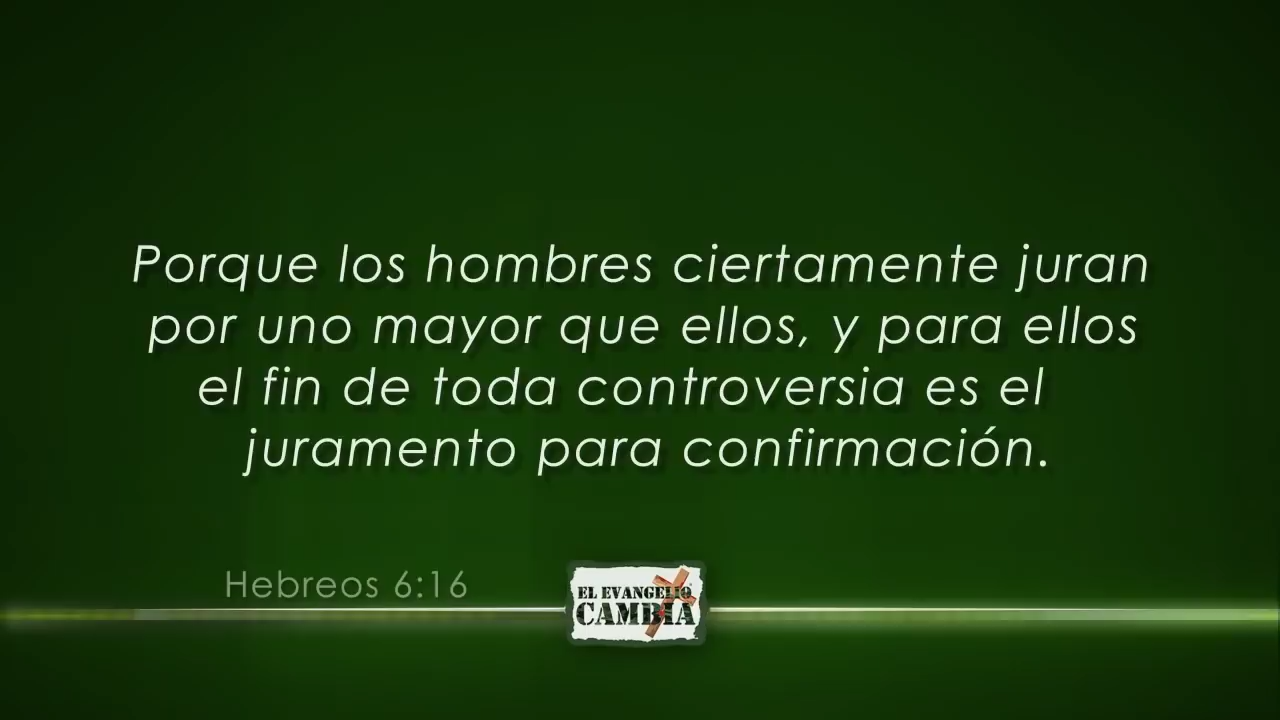 Porque los hombres ciertamente juran
por uno mayor que ellos, y para ellos
el fin de toda controversia es el
juramento para confirmación.
Hebreos 6:16
EL EVANGELIO
CAMBIA